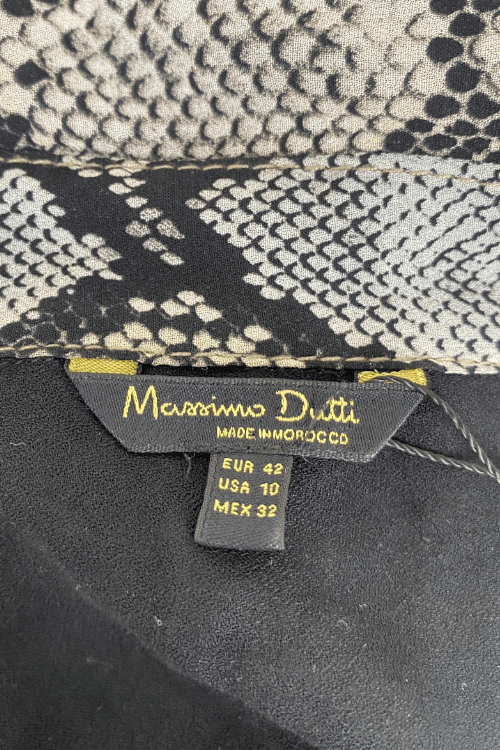 Massimo Dutti
MADE IN MOROCCO
EUR 42
USA 10
MEX 32